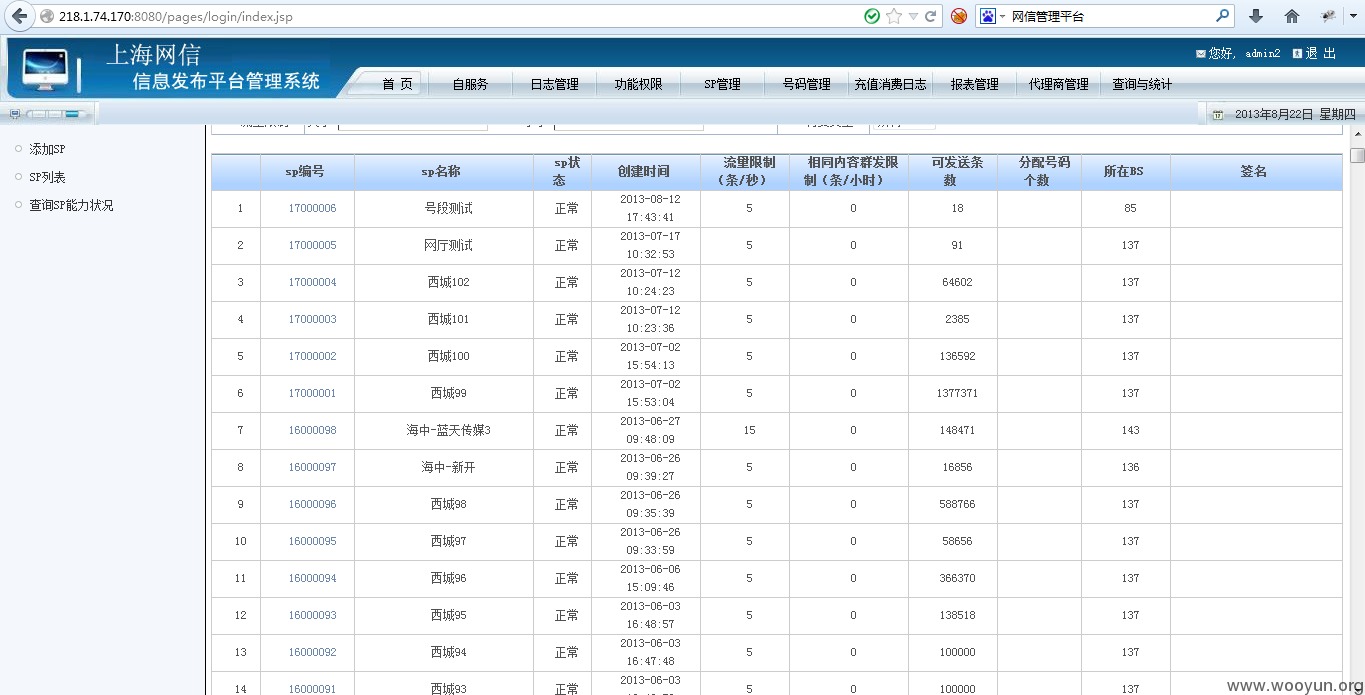 218.1.74.170:8080/pages/login/index.jsp
网信管理平台
上海网信
信息发布平台管理系统
您好, admin2 退 出
首 页 自服务 日志管理 功能权限 SP管理 号码管理 充值消费日志 报表管理 代理商管理 查询与统计
2013年8月22日 星期四
添加SP
SP列表
查询SP能力状况
sp编号 sp名称 sp状态 创建时间 流量限制(条/秒) 相同内容群发限制(条/小时) 可发送条数 分配号码个数 所在BS 签名
1 17000006 号段测试 正常 2013-08-12 17:43:41 5 0 18 85
2 17000005 网厅测试 正常 2013-07-17 10:32:53 5 0 91 137
3 17000004 西城102 正常 2013-07-12 10:24:23 5 0 64602 137
4 17000003 西城101 正常 2013-07-12 10:23:36 5 0 2385 137
5 17000002 西城100 正常 2013-07-02 15:54:13 5 0 136592 137
6 17000001 西城99 正常 2013-07-02 15:53:04 5 0 1377371 137
7 16000098 海中-蓝天传媒3 正常 2013-06-27 09:48:09 15 0 148471 143
8 16000097 海中-新开 正常 2013-06-26 09:39:27 5 0 16856 136
9 16000096 西城98 正常 2013-06-26 09:35:39 5 0 588766 137
10 16000095 西城97 正常 2013-06-26 09:33:59 5 0 58656 137
11 16000094 西城96 正常 2013-06-06 15:09:46 5 0 366370 137
12 16000093 西城95 正常 2013-06-03 16:48:57 5 0 138518 137
13 16000092 西城94 正常 2013-06-03 16:47:48 5 0 100000 137
14 16000091 西城93 正常 2013-06-03 5 0 100000 137
www.wooyun.org